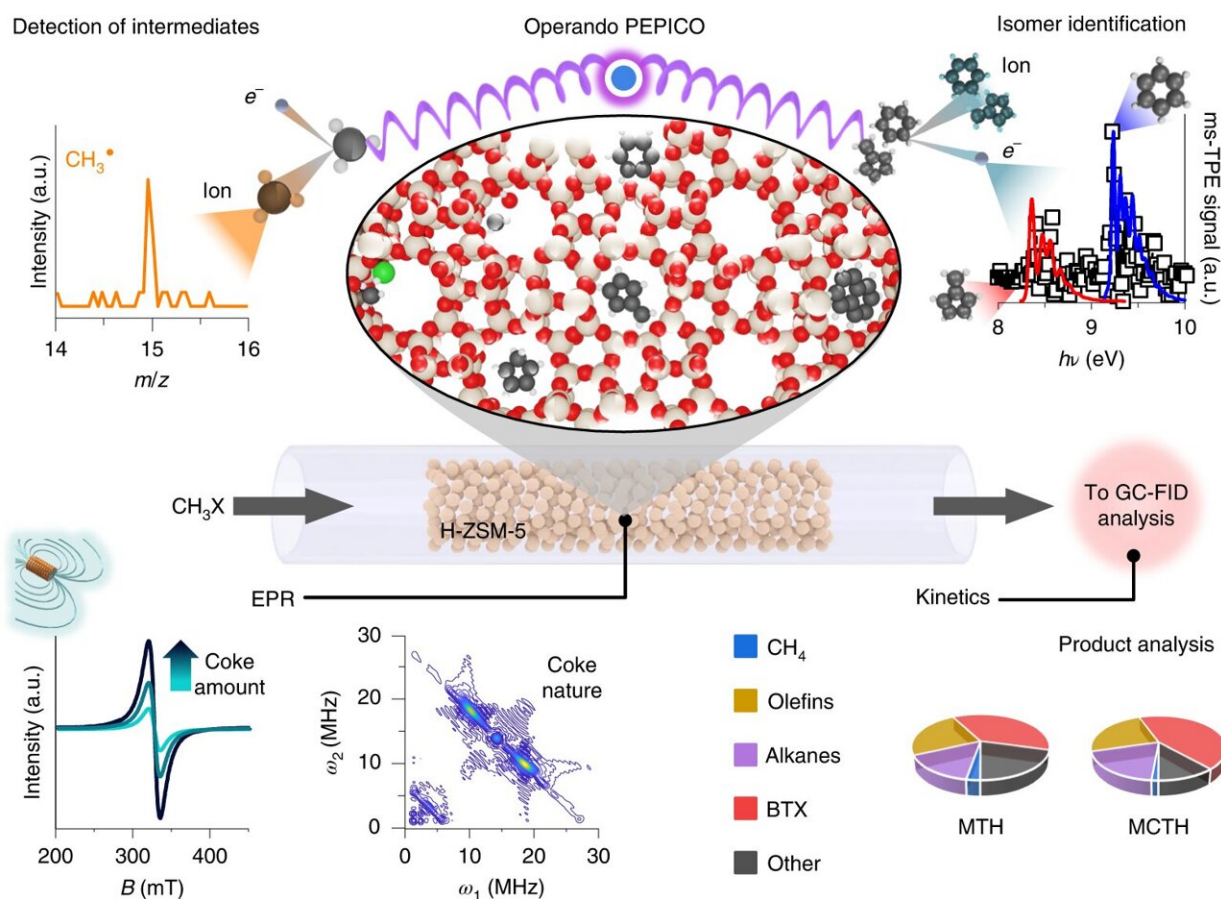 Detection of intermediates
Operando PEPICO
Isomer identification
e⁻
CH₃•
Ion
Intensity (a.u.)
14
15
16
m/z
Ion
e⁻
ms-TPE signal (a.u.)
8
9
10
hν (eV)
CH₃X
H-ZSM-5
To GC-FID
analysis
EPR
Kinetics
Coke
amount
Intensity (a.u.)
200
300
400
B (mT)
30
20
10
0
ω₂ (MHz)
Coke
nature
0
10
20
30
ω₁ (MHz)
CH₄
Olefins
Alkanes
BTX
Other
Product analysis
MTH
MCTH